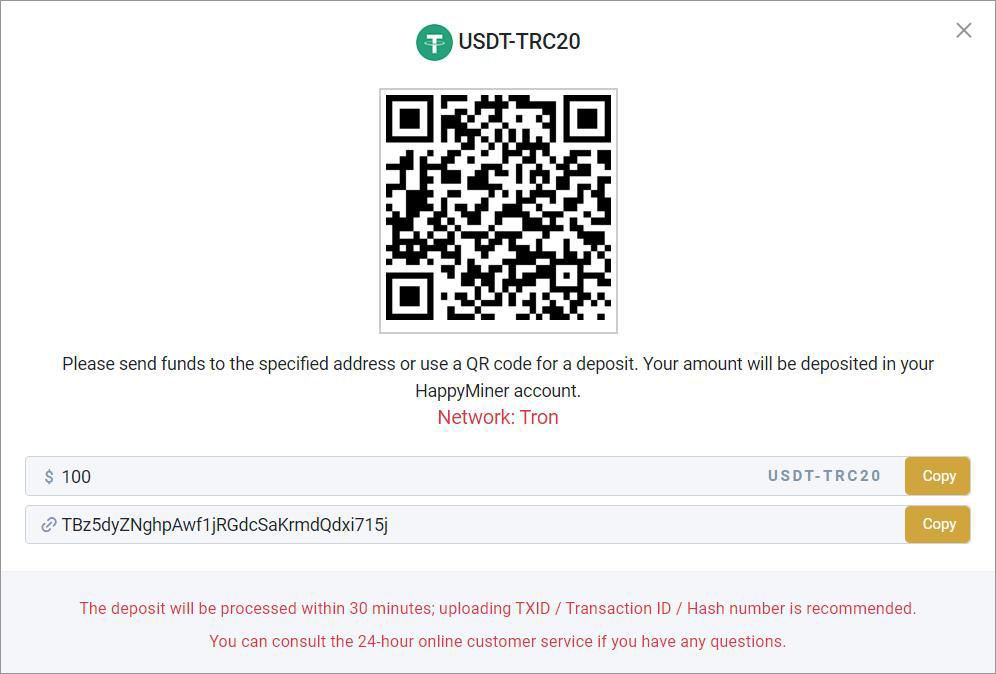 USDT-TRC20
Please send funds to the specified address or use a QR code for a deposit. Your amount will be deposited in your
HappyMiner account.
Network: Tron
$ 100 USDT-TRC20 Copy
TBz5dyZNghpAwf1jRGdcSaKrmdQdxi715j Copy
The deposit will be processed within 30 minutes; uploading TXID / Transaction ID / Hash number is recommended.
You can consult the 24-hour online customer service if you have any questions.